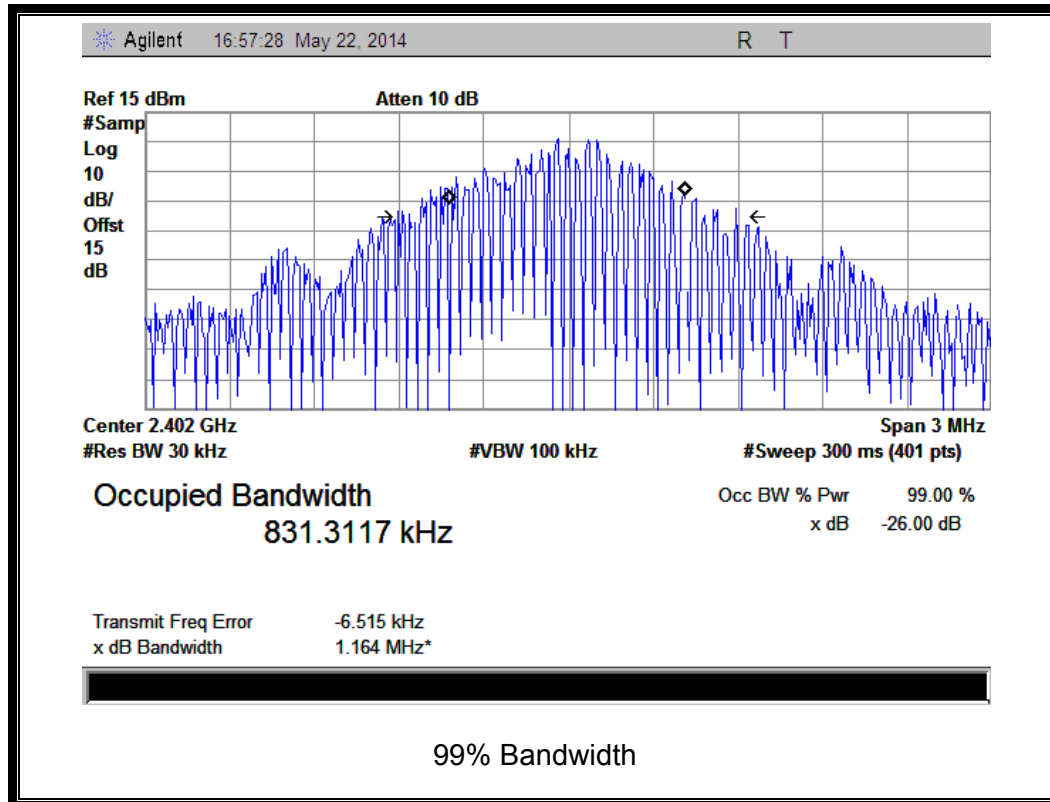 Agilent 16:57:28 May 22, 2014 R T
Ref 15 dBm Atten 10 dB
#Samp
Log
10
dB/
Offst
15
dB
Center 2.402 GHz Span 3 MHz
#Res BW 30 kHz #VBW 100 kHz #Sweep 300 ms (401 pts)
Occupied Bandwidth Occ BW % Pwr 99.00 %
831.3117 kHz x dB -26.00 dB
Transmit Freq Error -6.515 kHz
x dB Bandwidth 1.164 MHz*
99% Bandwidth